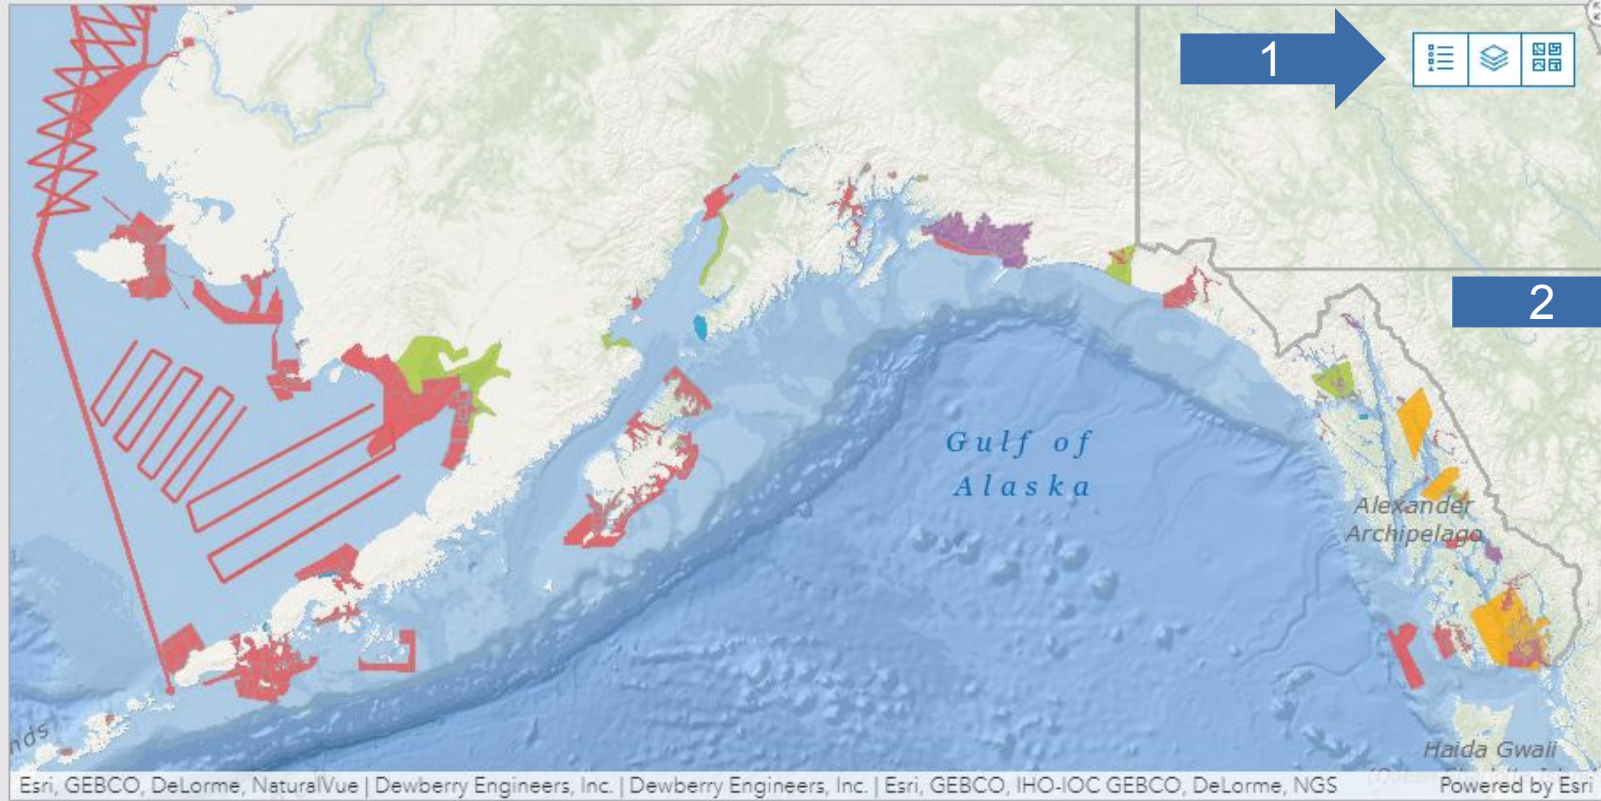 1
2
Gulf of
Alaska
Alexander
Archipelago
nds
Haida Gwaii
Esri, GEBCO, DeLorme, NaturalVue | Dewberry Engineers, Inc. | Dewberry Engineers, Inc. | Esri, GEBCO, IHO-IOC GEBCO, DeLorme, NGS
Powered by Esri